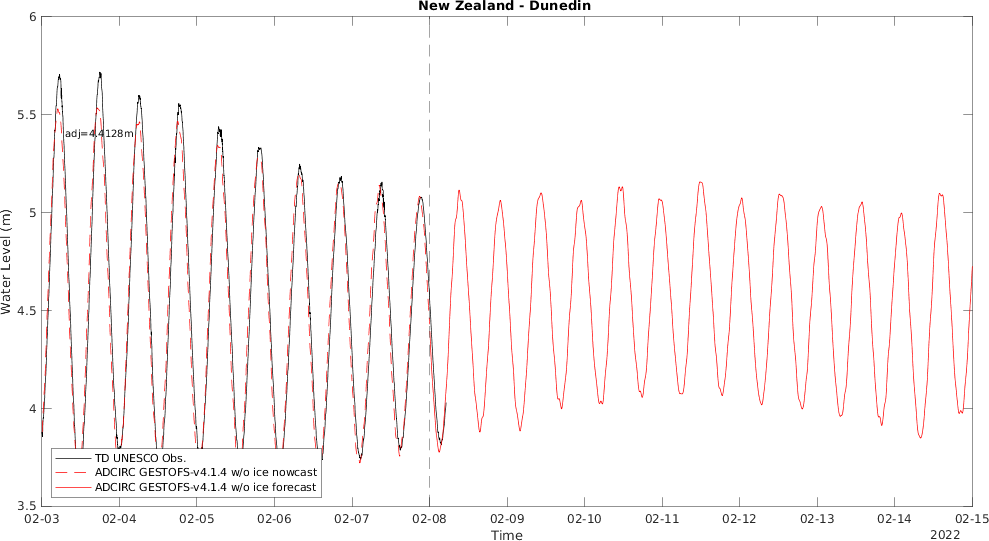 New Zealand - Dunedin
6
5.5
5
4.5
4
3.5
Water Level (m)
adj=4.4128m
TD UNESCO Obs.
ADCIRC GESTOFS-v4.1.4 w/o ice nowcast
ADCIRC GESTOFS-v4.1.4 w/o ice forecast
02-03 02-04 02-05 02-06 02-07 02-08 02-09 02-10 02-11 02-12 02-13 02-14 02-15
Time
2022